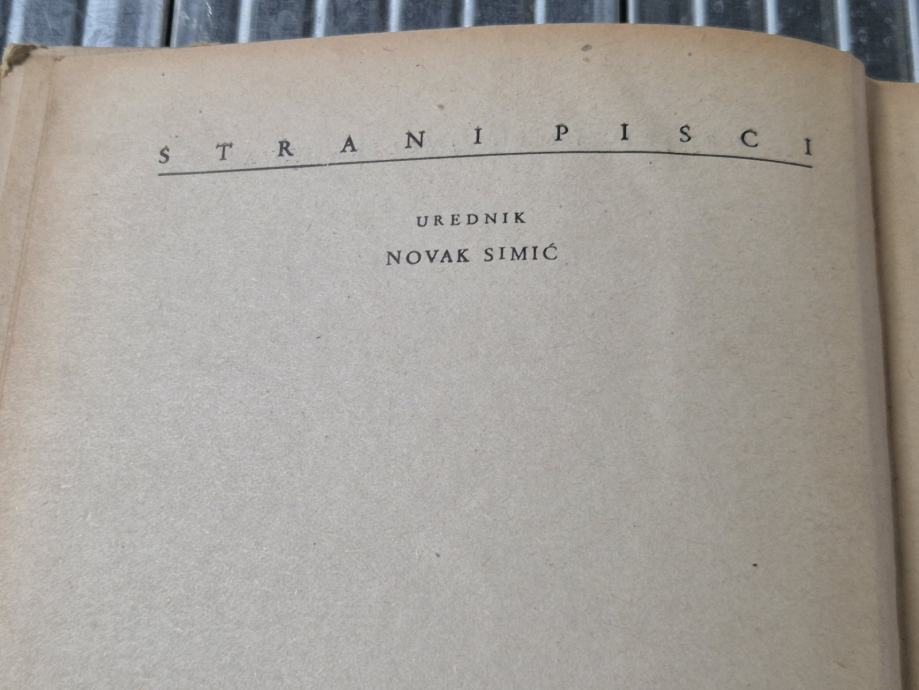 STRANI PISCI
UREDNIK
NOVAK SIMIĆ